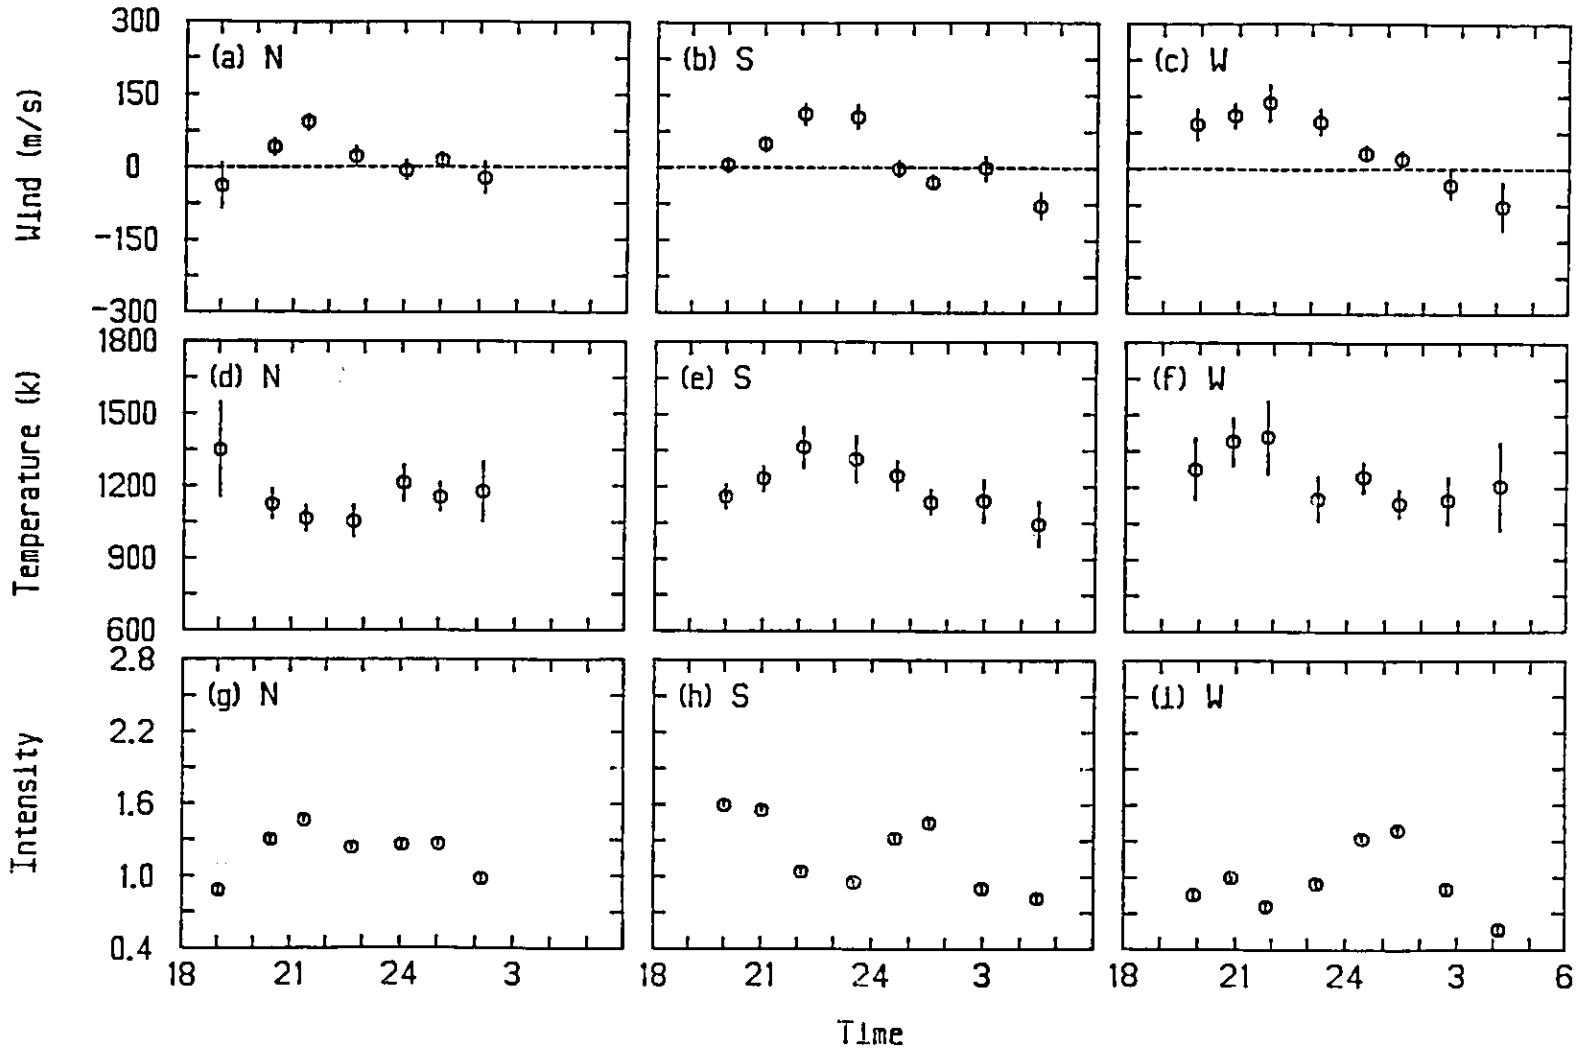 300
150
0
-150
-300
Wind (m/s)
(a) N
(b) S
(c) W
1800
1500
1200
900
600
Temperature (k)
(d) N
(e) S
(f) W
2.8
2.2
1.6
1.0
0.4
Intensity
(g) N
(h) S
(i) W
18 21 24 3 18 21 24 3 18 21 24 3 6
Time